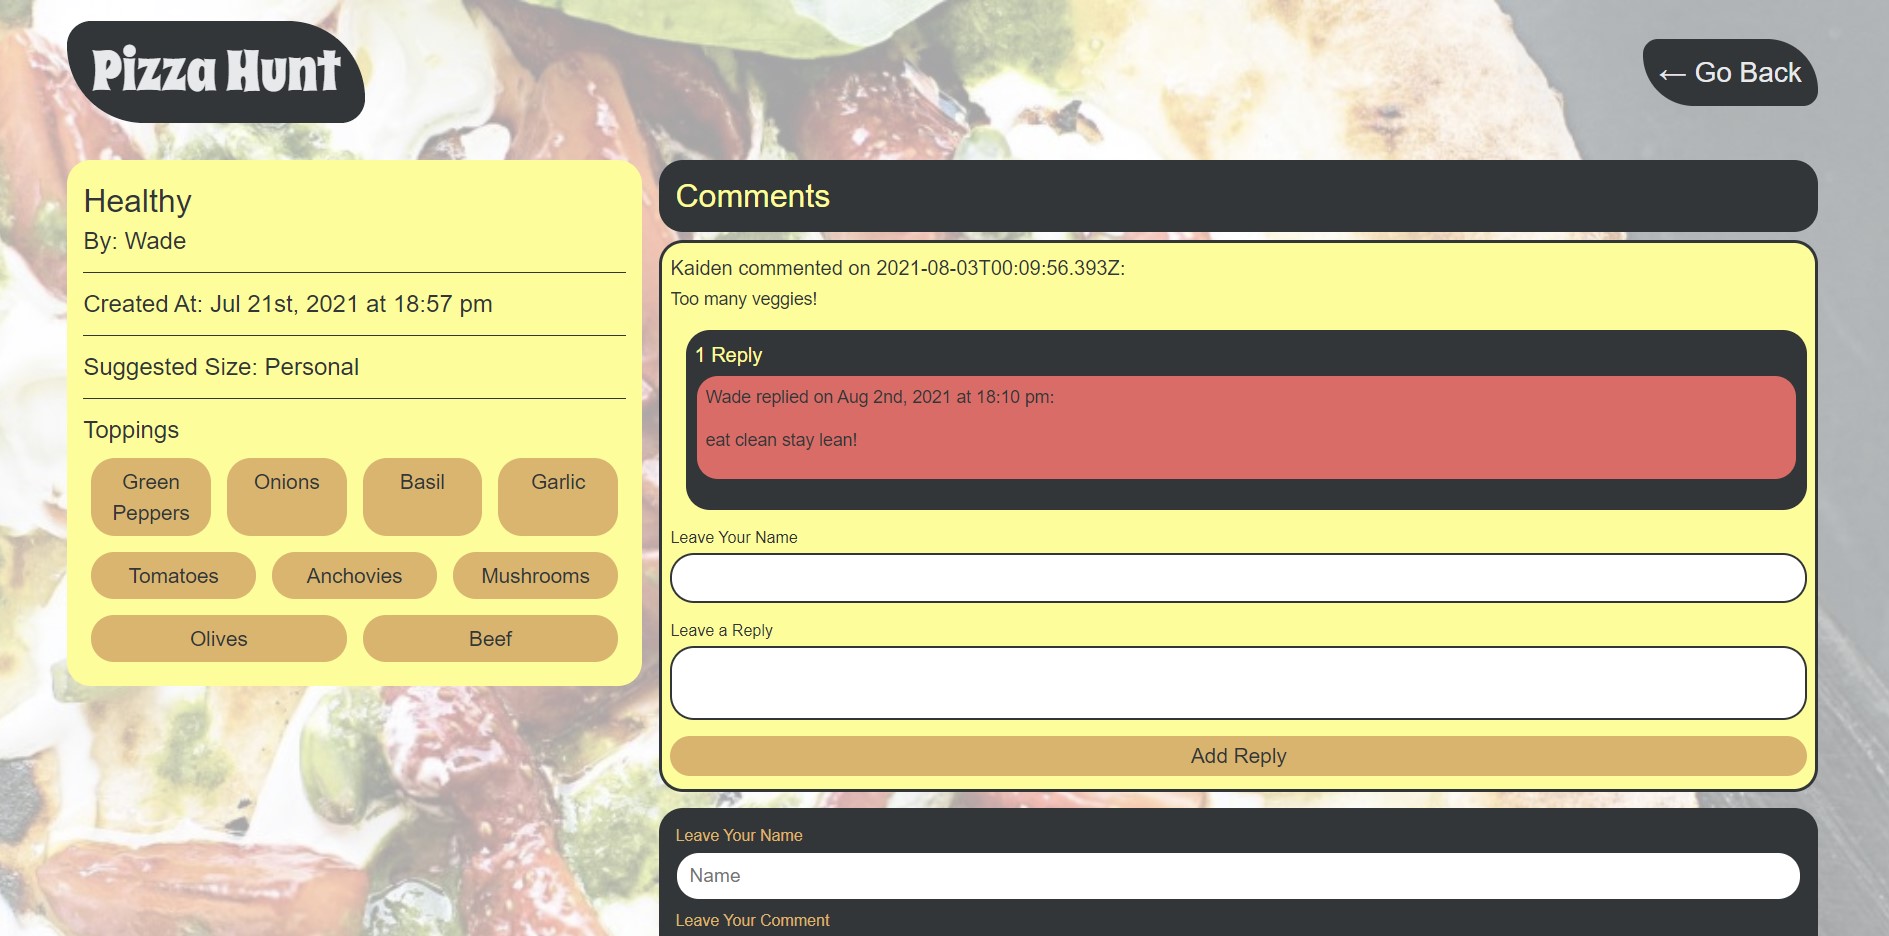 Pizza Hunt
← Go Back
Healthy
By: Wade
Created At: Jul 21st, 2021 at 18:57 pm
Suggested Size: Personal
Toppings
Green
Peppers
Onions
Basil
Garlic
Tomatoes
Anchovies
Mushrooms
Olives
Beef
Comments
Kaiden commented on 2021-08-03T00:09:56.393Z:
Too many veggies!
1 Reply
Wade replied on Aug 2nd, 2021 at 18:10 pm:
eat clean stay lean!
Leave Your Name
Leave a Reply
Add Reply
Leave Your Name
Name
Leave Your Comment